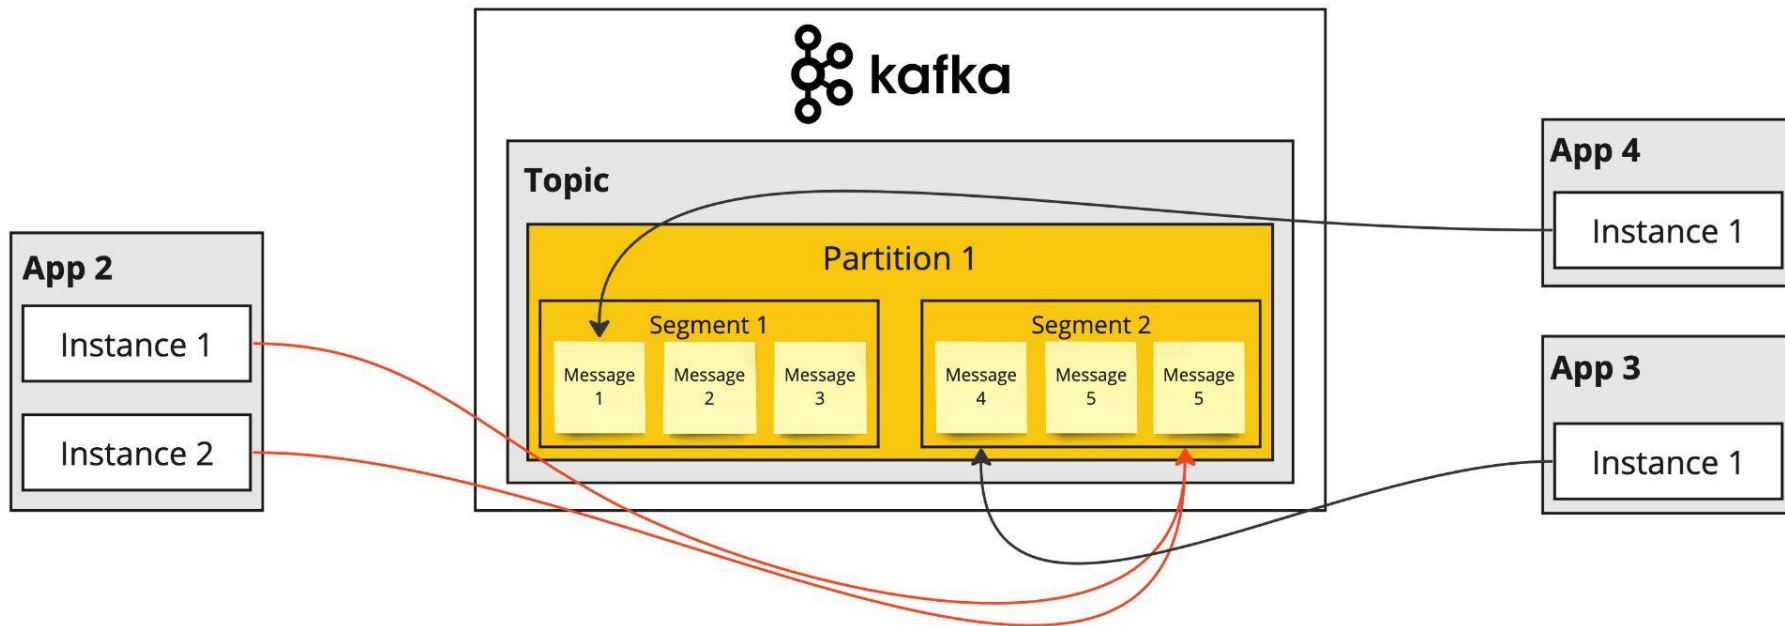 kafka
Topic
Partition 1
Segment 1
Message
1
Message
2
Message
3
Segment 2
Message
4
Message
5
Message
5
App 2
Instance 1
Instance 2
App 4
Instance 1
App 3
Instance 1